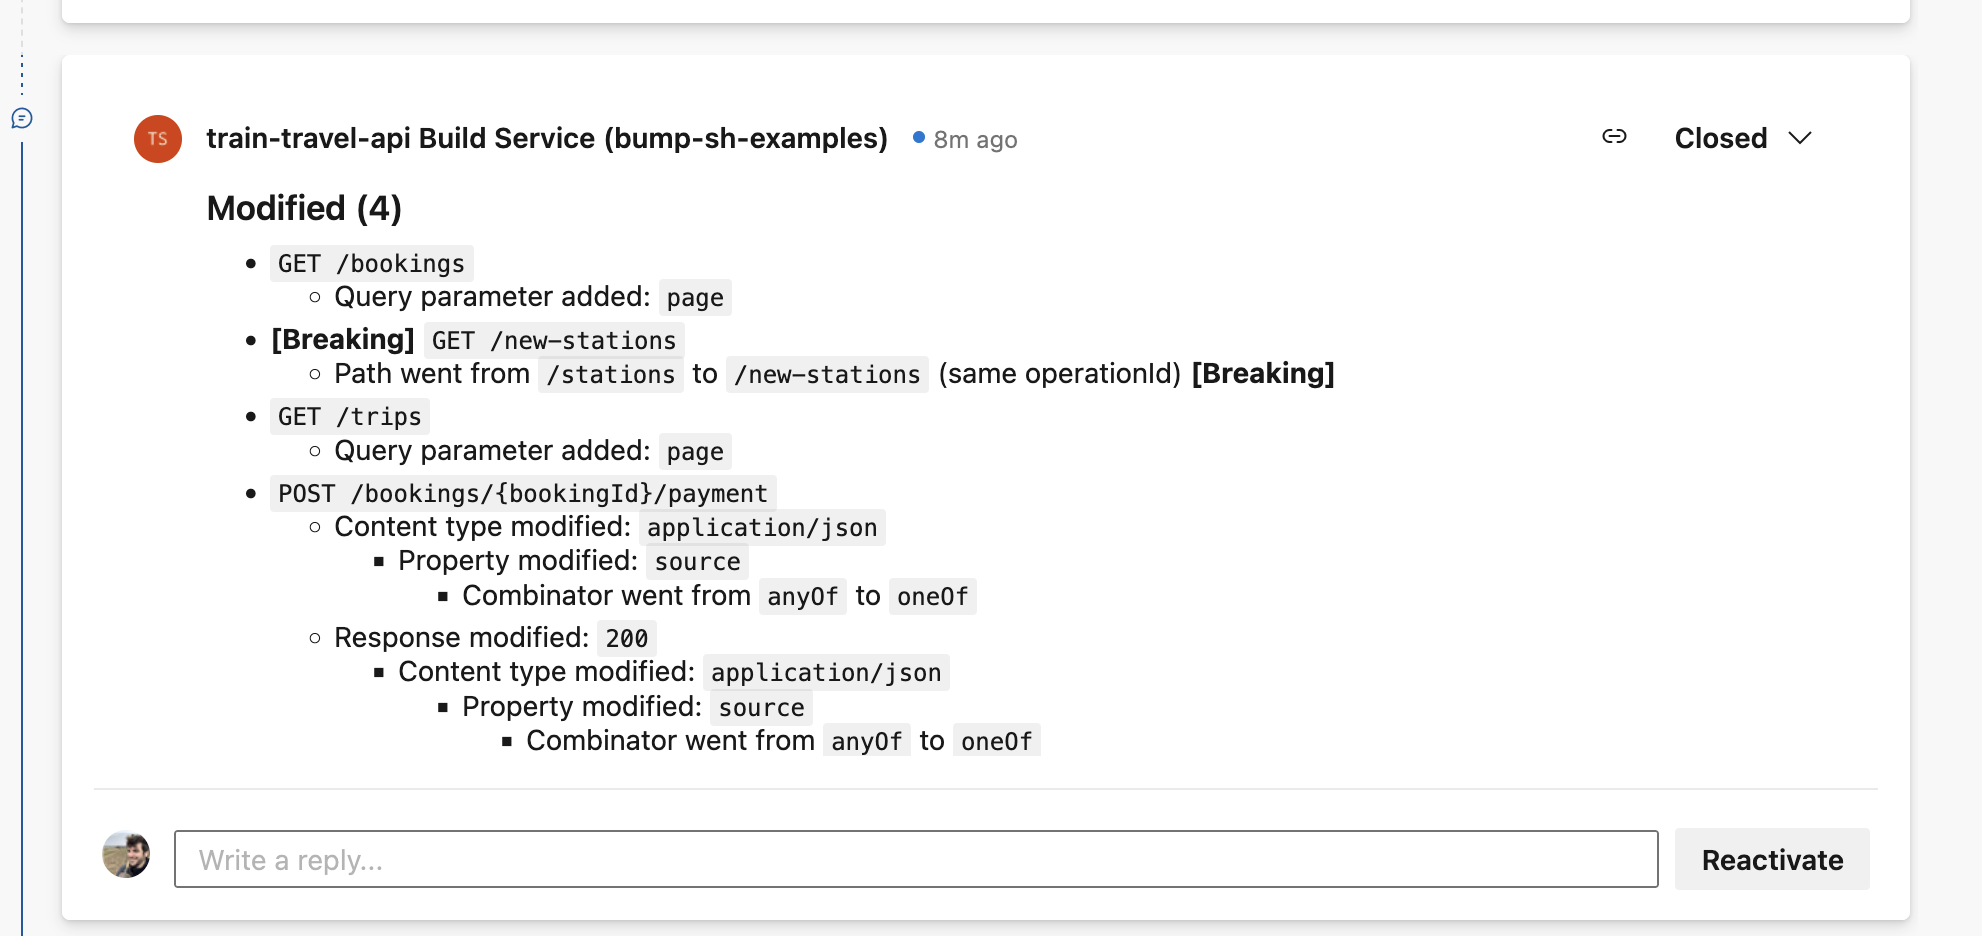 TS train-travel-api Build Service (bump-sh-examples) 8m ago Closed
Modified (4)
GET /bookings
Query parameter added: page
[Breaking] GET /new-stations
Path went from /stations to /new-stations (same operationId) [Breaking]
GET /trips
Query parameter added: page
POST /bookings/{bookingId}/payment
Content type modified: application/json
Property modified: source
Combinator went from anyOf to oneOf
Response modified: 200
Content type modified: application/json
Property modified: source
Combinator went from anyOf to oneOf
Write a reply... Reactivate